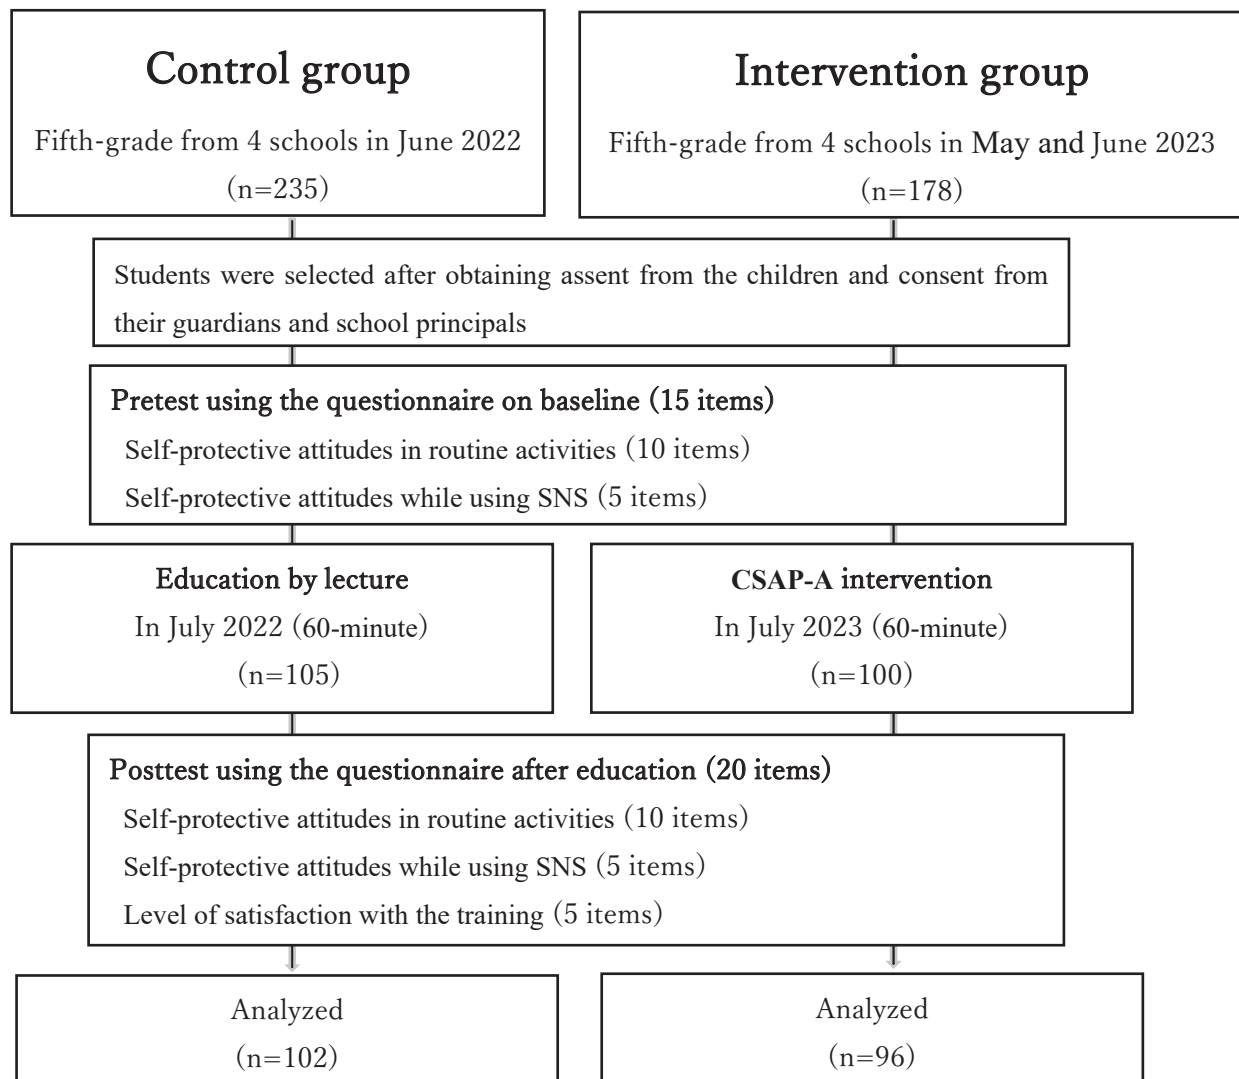 Control group
Fifth-grade from 4 schools in June 2022
(n=235)
Intervention group
Fifth-grade from 4 schools in May and June 2023
(n=178)
Students were selected after obtaining assent from the children and consent from
their guardians and school principals
Pretest using the questionnaire on baseline (15 items)
Self-protective attitudes in routine activities (10 items)
Self-protective attitudes while using SNS (5 items)
Education by lecture
In July 2022 (60-minute)
(n=105)
CSAP-A intervention
In July 2023 (60-minute)
(n=100)
Posttest using the questionnaire after education (20 items)
Self-protective attitudes in routine activities (10 items)
Self-protective attitudes while using SNS (5 items)
Level of satisfaction with the training (5 items)
Analyzed
(n=102)
Analyzed
(n=96)